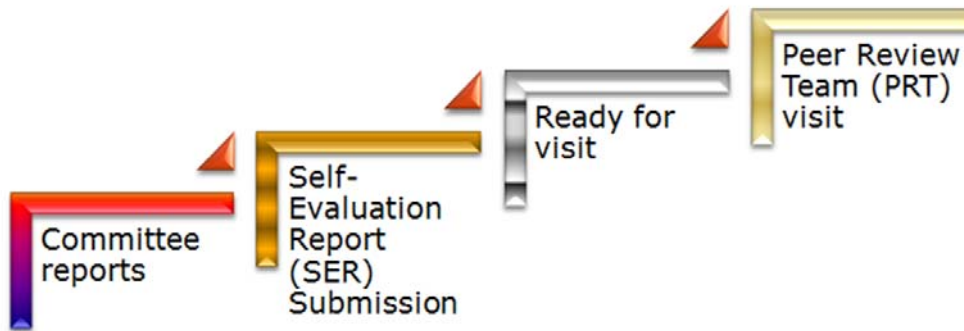 Committee
reports
Self-
Evaluation
Report
(SER)
Submission
Ready for
visit
Peer Review
Team (PRT)
visit